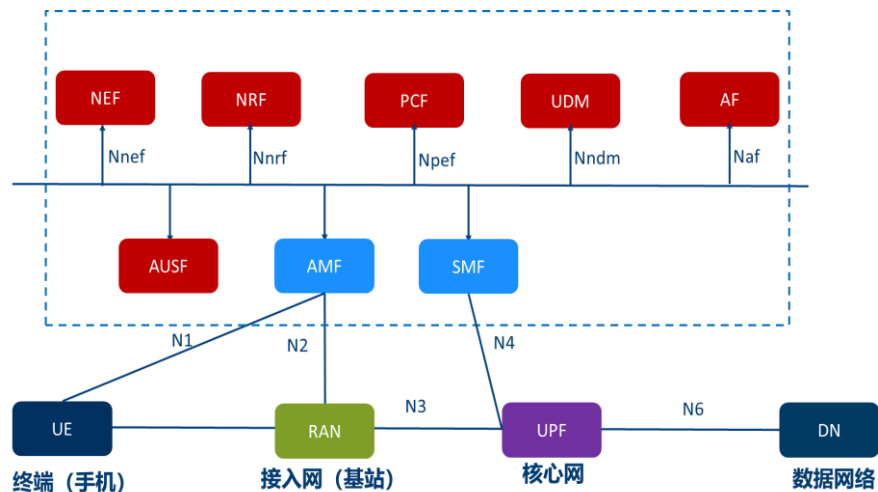 NEF NRF PCF UDM AF
Nnef Nnrf Npef Nndm Naf
AUSF AMF SMF
N1 N2 N4
N3 N6
UE RAN UPF DN
终端（手机） 接入网（基站） 核心网 数据网络